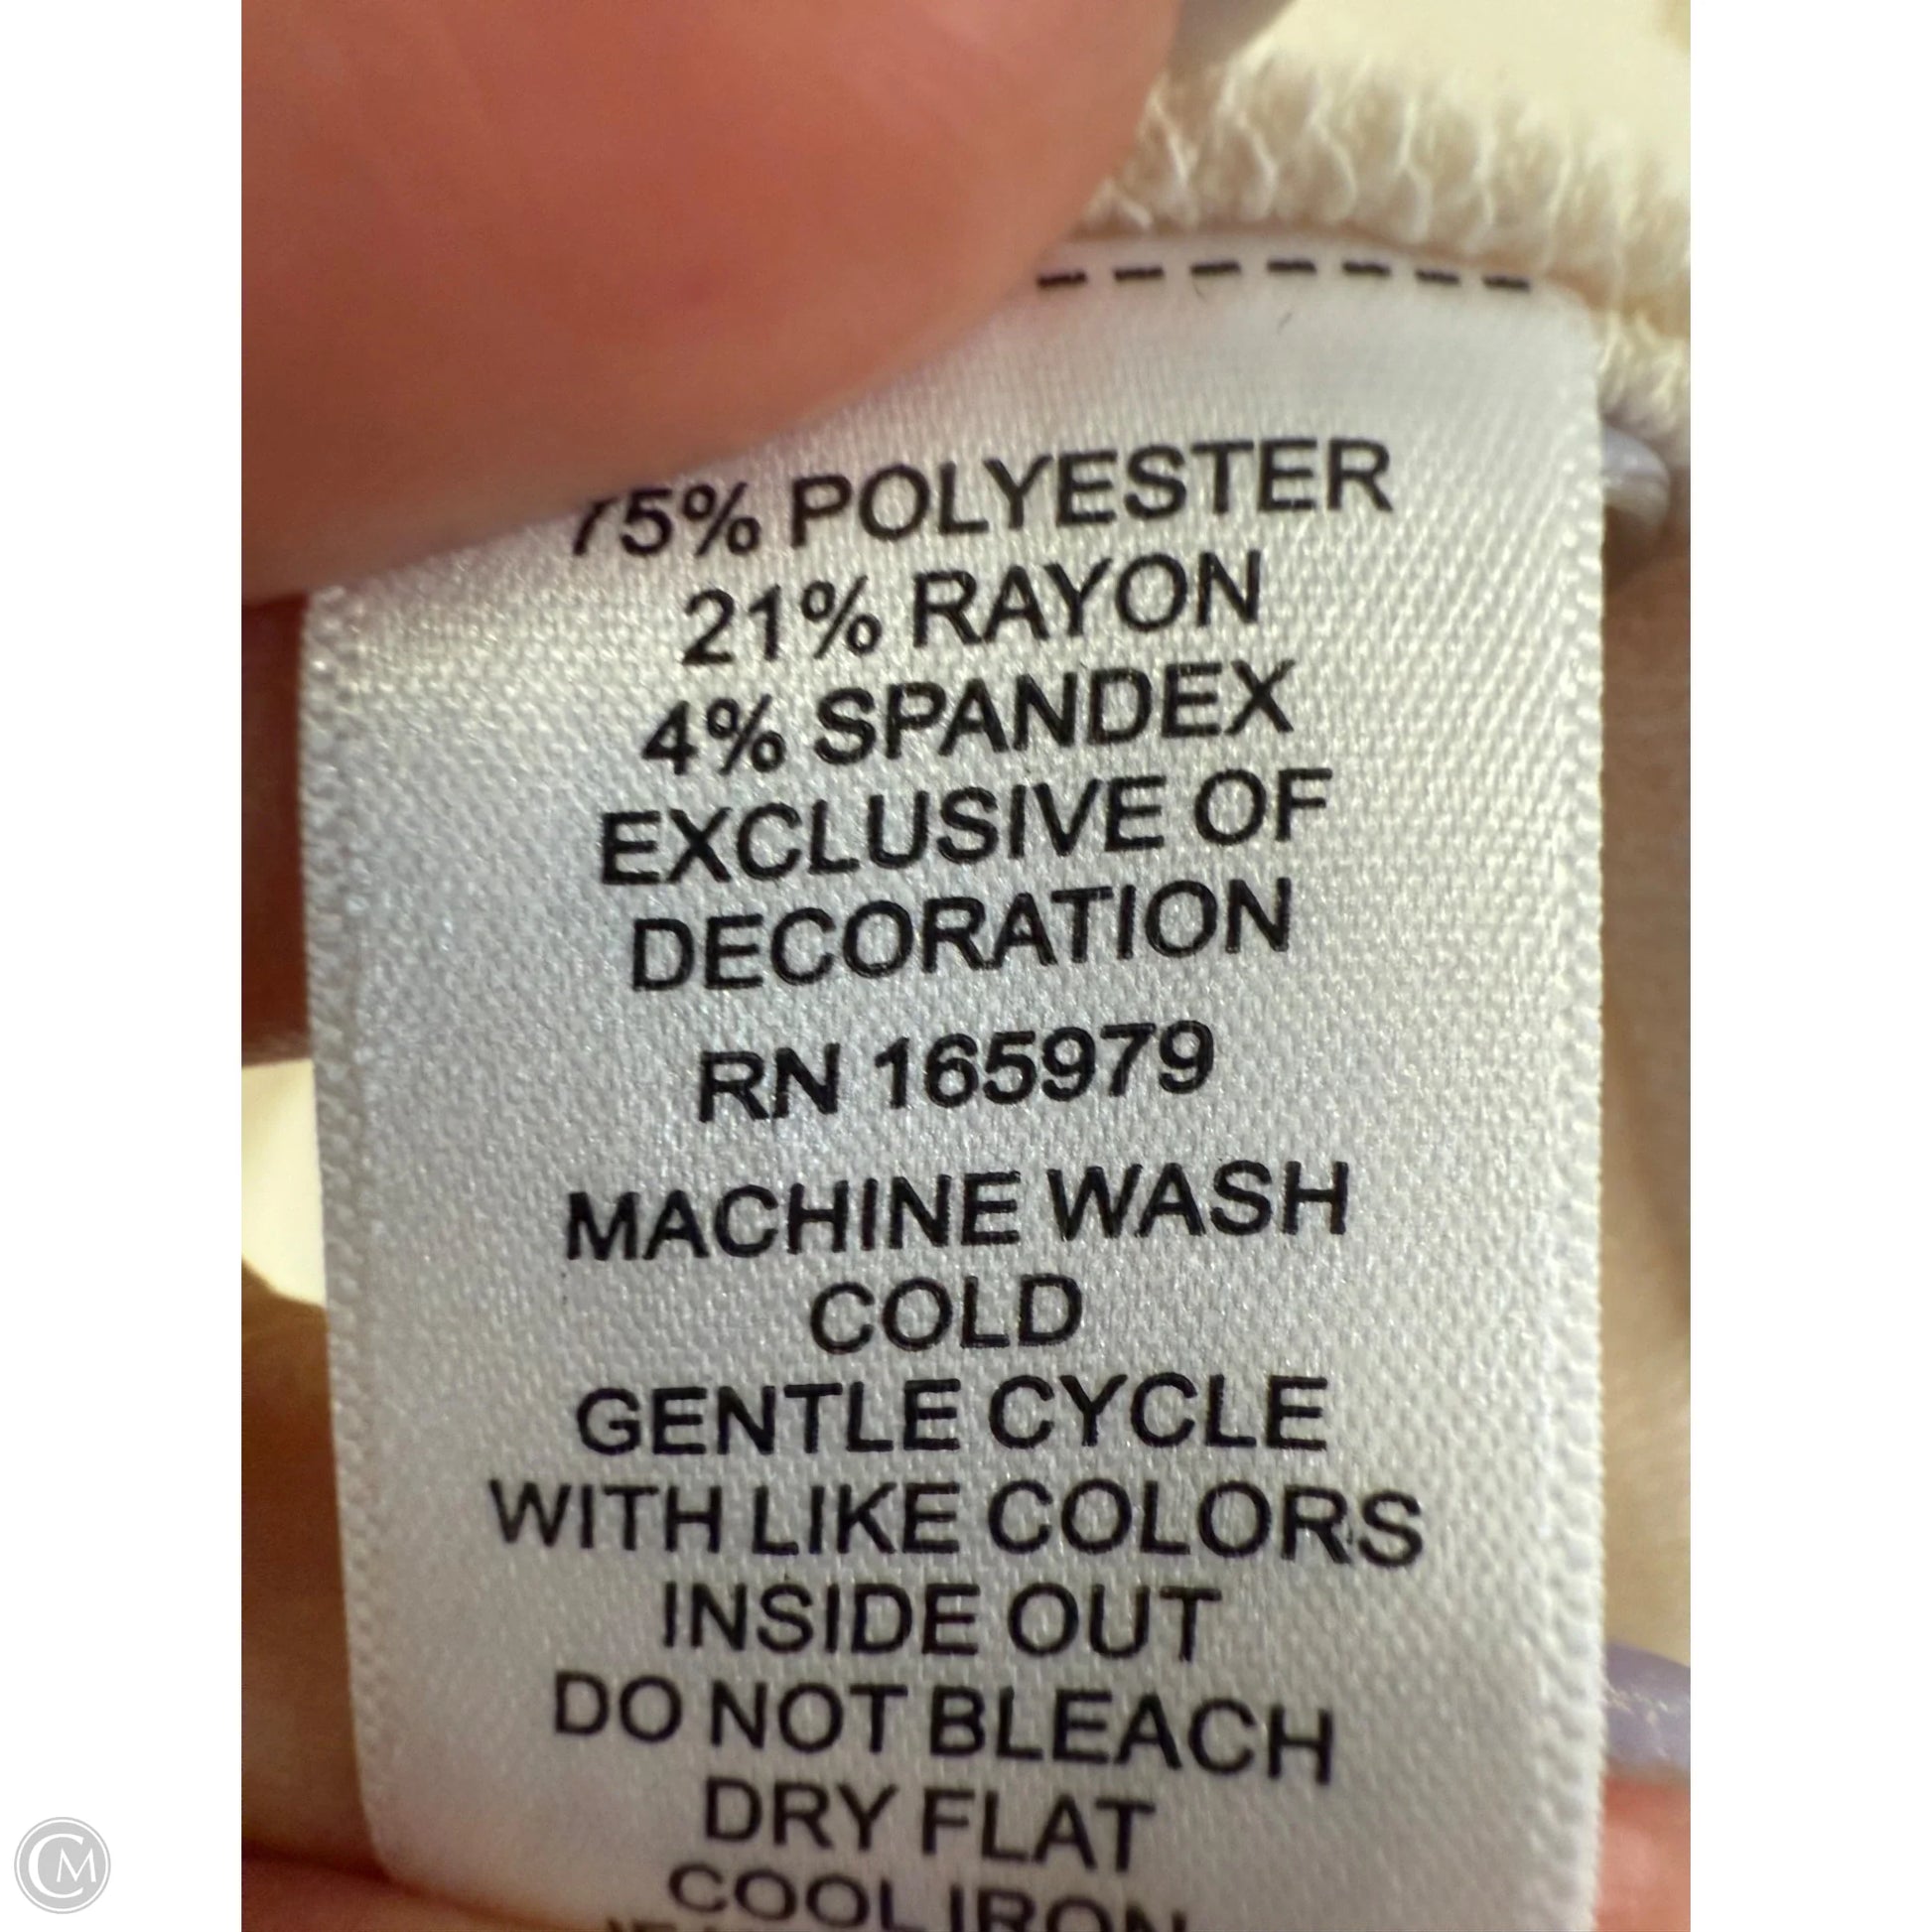 75% POLYESTER
21% RAYON
4% SPANDEX
EXCLUSIVE OF
DECORATION
RN 165979
MACHINE WASH
COLD
GENTLE CYCLE
WITH LIKE COLORS
INSIDE OUT
DO NOT BLEACH
DRY FLAT
COOL IRON
CM